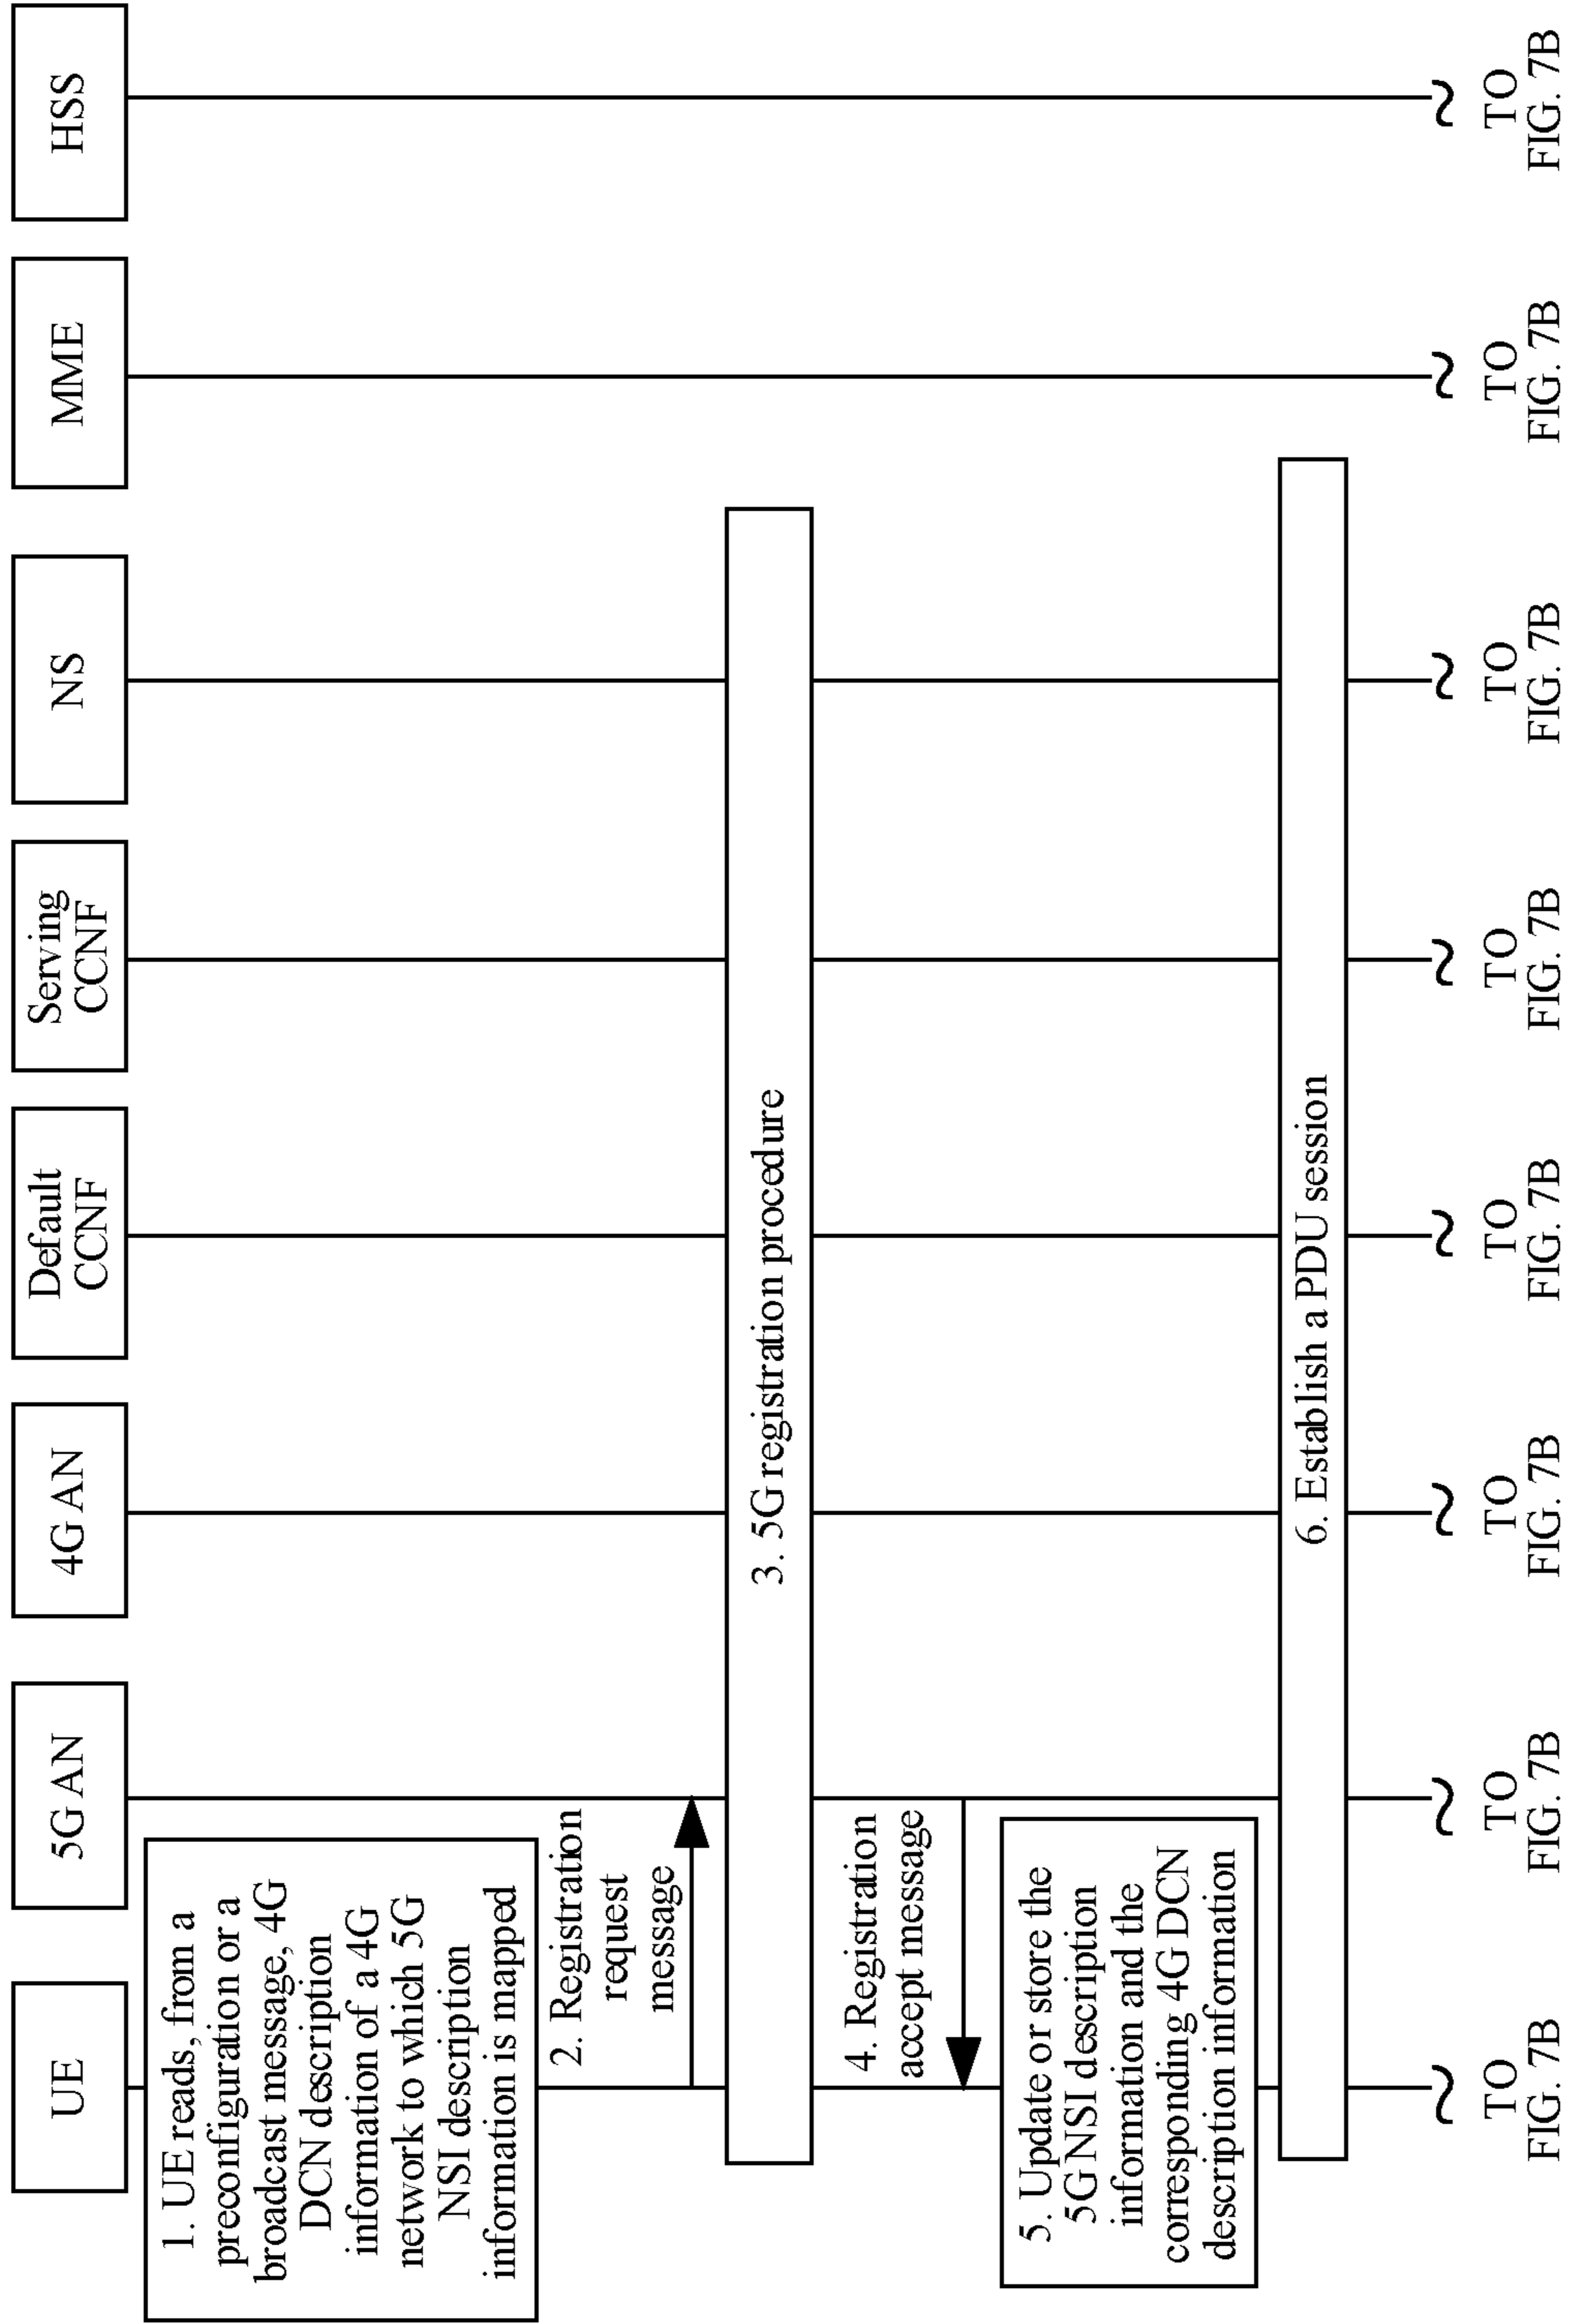 UE
5G AN
4G AN
Default
CCNF
Serving
CCNF
NS
MME
HSS
1. UE reads, from a
preconfiguration or a
broadcast message, 4G
DCN description
information of a 4G
network to which 5G
NSI description
information is mapped
2. Registration
request
message
3. 5G registration procedure
4. Registration
accept message
5. Update or store the
5G NSI description
information and the
corresponding 4G DCN
description information
6. Establish a PDU session
TO
FIG. 7B
TO
FIG. 7B
TO
FIG. 7B
TO
FIG. 7B
TO
FIG. 7B
TO
FIG. 7B
TO
FIG. 7B
TO
FIG. 7B